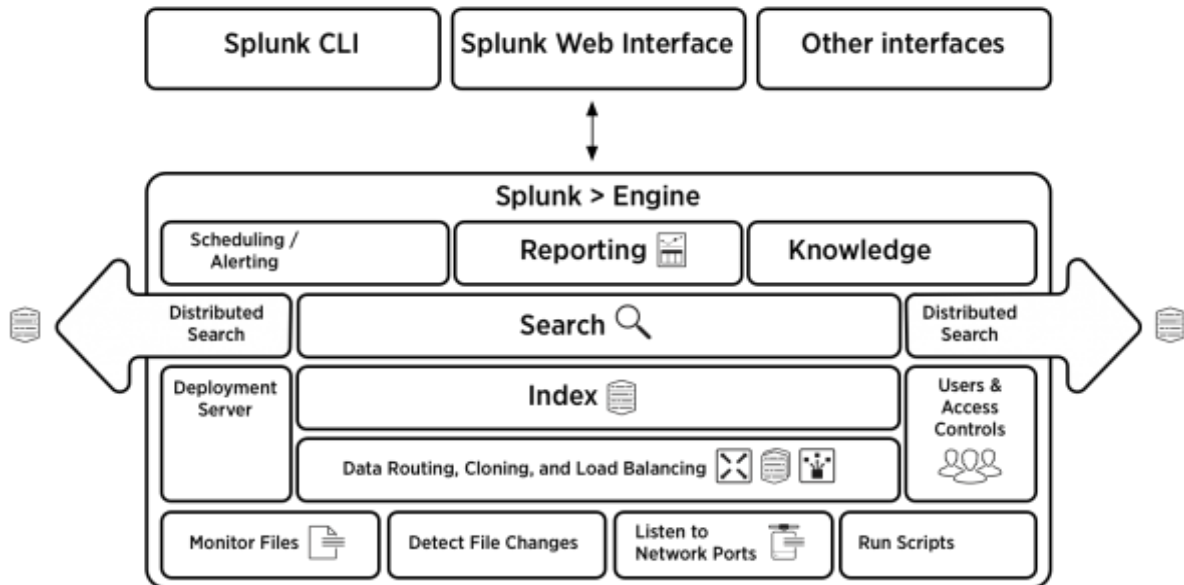 Splunk CLI
Splunk Web Interface
Other interfaces
Splunk > Engine
Scheduling /
Alerting
Reporting
Knowledge
Distributed
Search
Search
Distributed
Search
Deployment
Server
Index
Users &
Access
Controls
Data Routing, Cloning, and Load Balancing
Monitor Files
Detect File Changes
Listen to
Network Ports
Run Scripts